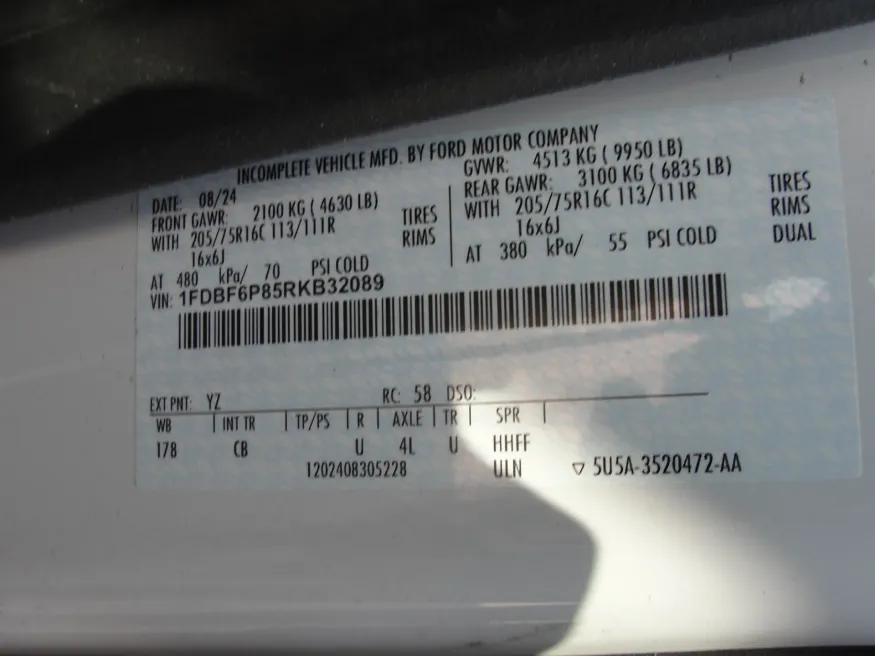 INCOMPLETE VEHICLE MFD. BY FORD MOTOR COMPANY
DATE: 08/24
FRONT GAWR: 2100 KG ( 4630 LB)
WITH 205/75R16C 113/111R TIRES
16x6J RIMS
AT 480 kPa/ 70 PSI COLD
GVWR: 4513 KG ( 9950 LB)
REAR GAWR: 3100 KG ( 6835 LB)
WITH 205/75R16C 113/111R TIRES
16x6J RIMS
AT 380 kPa/ 55 PSI COLD DUAL
VIN: 1FDBF6P85RKB32089
EXT PNT: YZ RC: 58 DSO:
WB | INT TR | TP/PS | R | AXLE | TR | SPR |
178 CB U 4L U HHFF
1202408305228 ULN ▽ 5U5A-3520472-AA